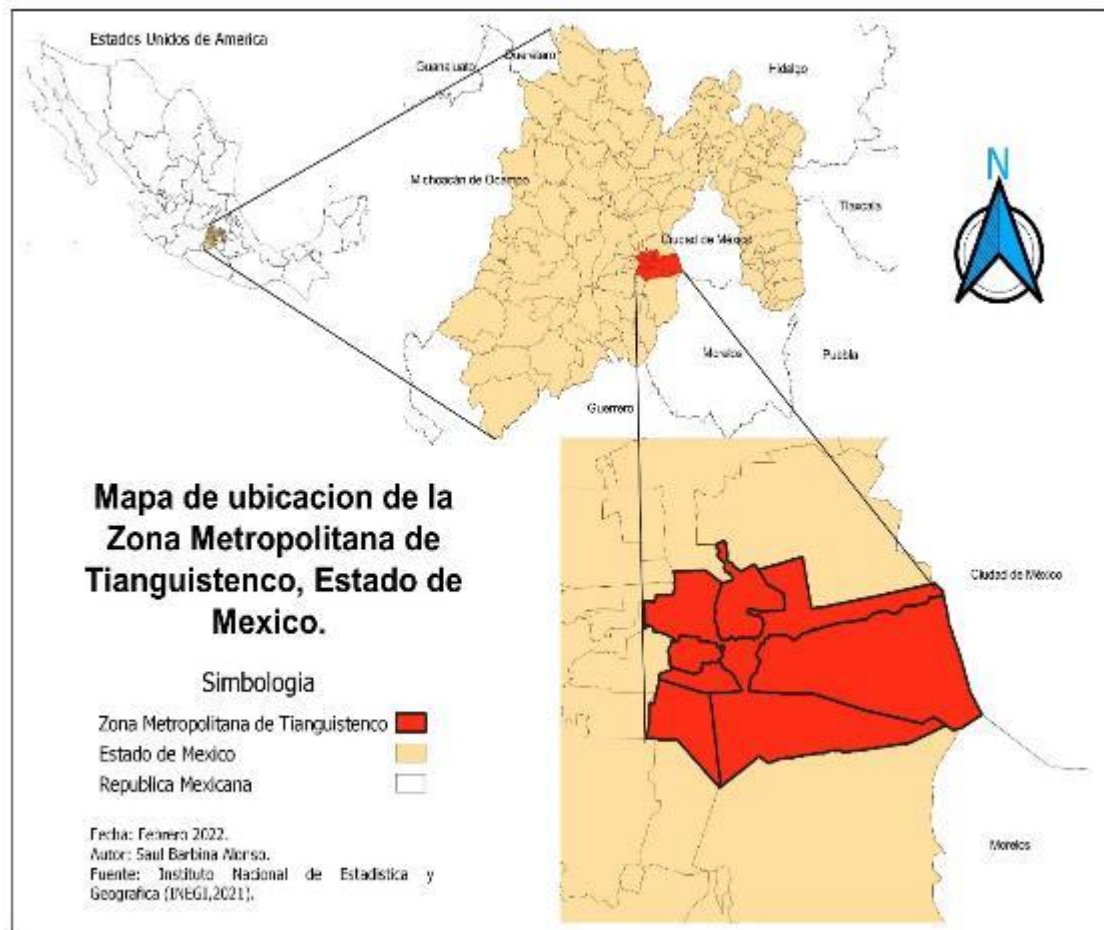 Estados Unidos de America
Guanajuato
Queretaro
Hidalgo
Michoacán de Ocampo
Tlaxcala
N
Ciudad de México
Morelos
Puebla
Guerrero
Mapa de ubicacion de la
Zona Metropolitana de
Tianguistenco, Estado de
Mexico.
Ciudad de México
Simbologia
Zona Metropolitana de Tianguistenco
Estado de Mexico
Republica Mexicana
Fecha: Febrero 2022.
Autor: Saul Barbina Alonso.
Fuente: Instituto Nacional de Estadistica y
Geografica (INEGI,2021).
Morelos